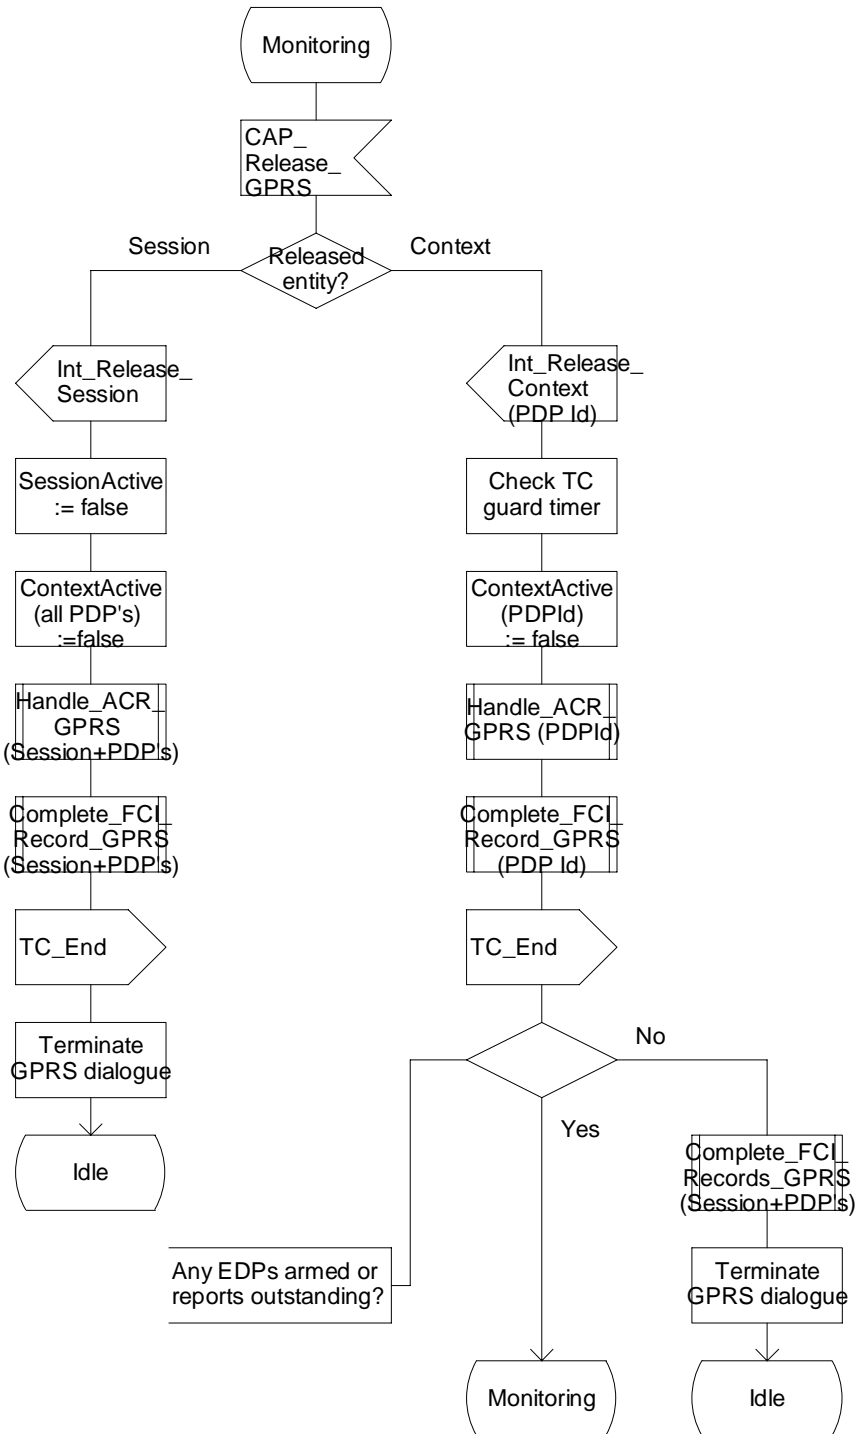 Monitoring
CAP_
Release_
GPRS
Session
Released
entity?
Context
Int_Release_
Session
Int_Release_
Context
(PDP Id)
SessionActive
:= false
Check TC
guard timer
ContextActive
(all PDP's)
:=false
ContextActive
(PDPId)
:= false
Handle_ACR_
GPRS
(Session+PDP's)
Handle_ACR_
GPRS (PDPId)
Complete_FCI_
Record_GPRS
(Session+PDP's)
Complete_FCI_
Record_GPRS
(PDP Id)
TC_End
TC_End
Terminate
GPRS dialogue
No
Yes
Idle
Complete_FCI_
Records_GPRS
(Session+PDP's)
Any EDPs armed or
reports outstanding?
Terminate
GPRS dialogue
Monitoring
Idle